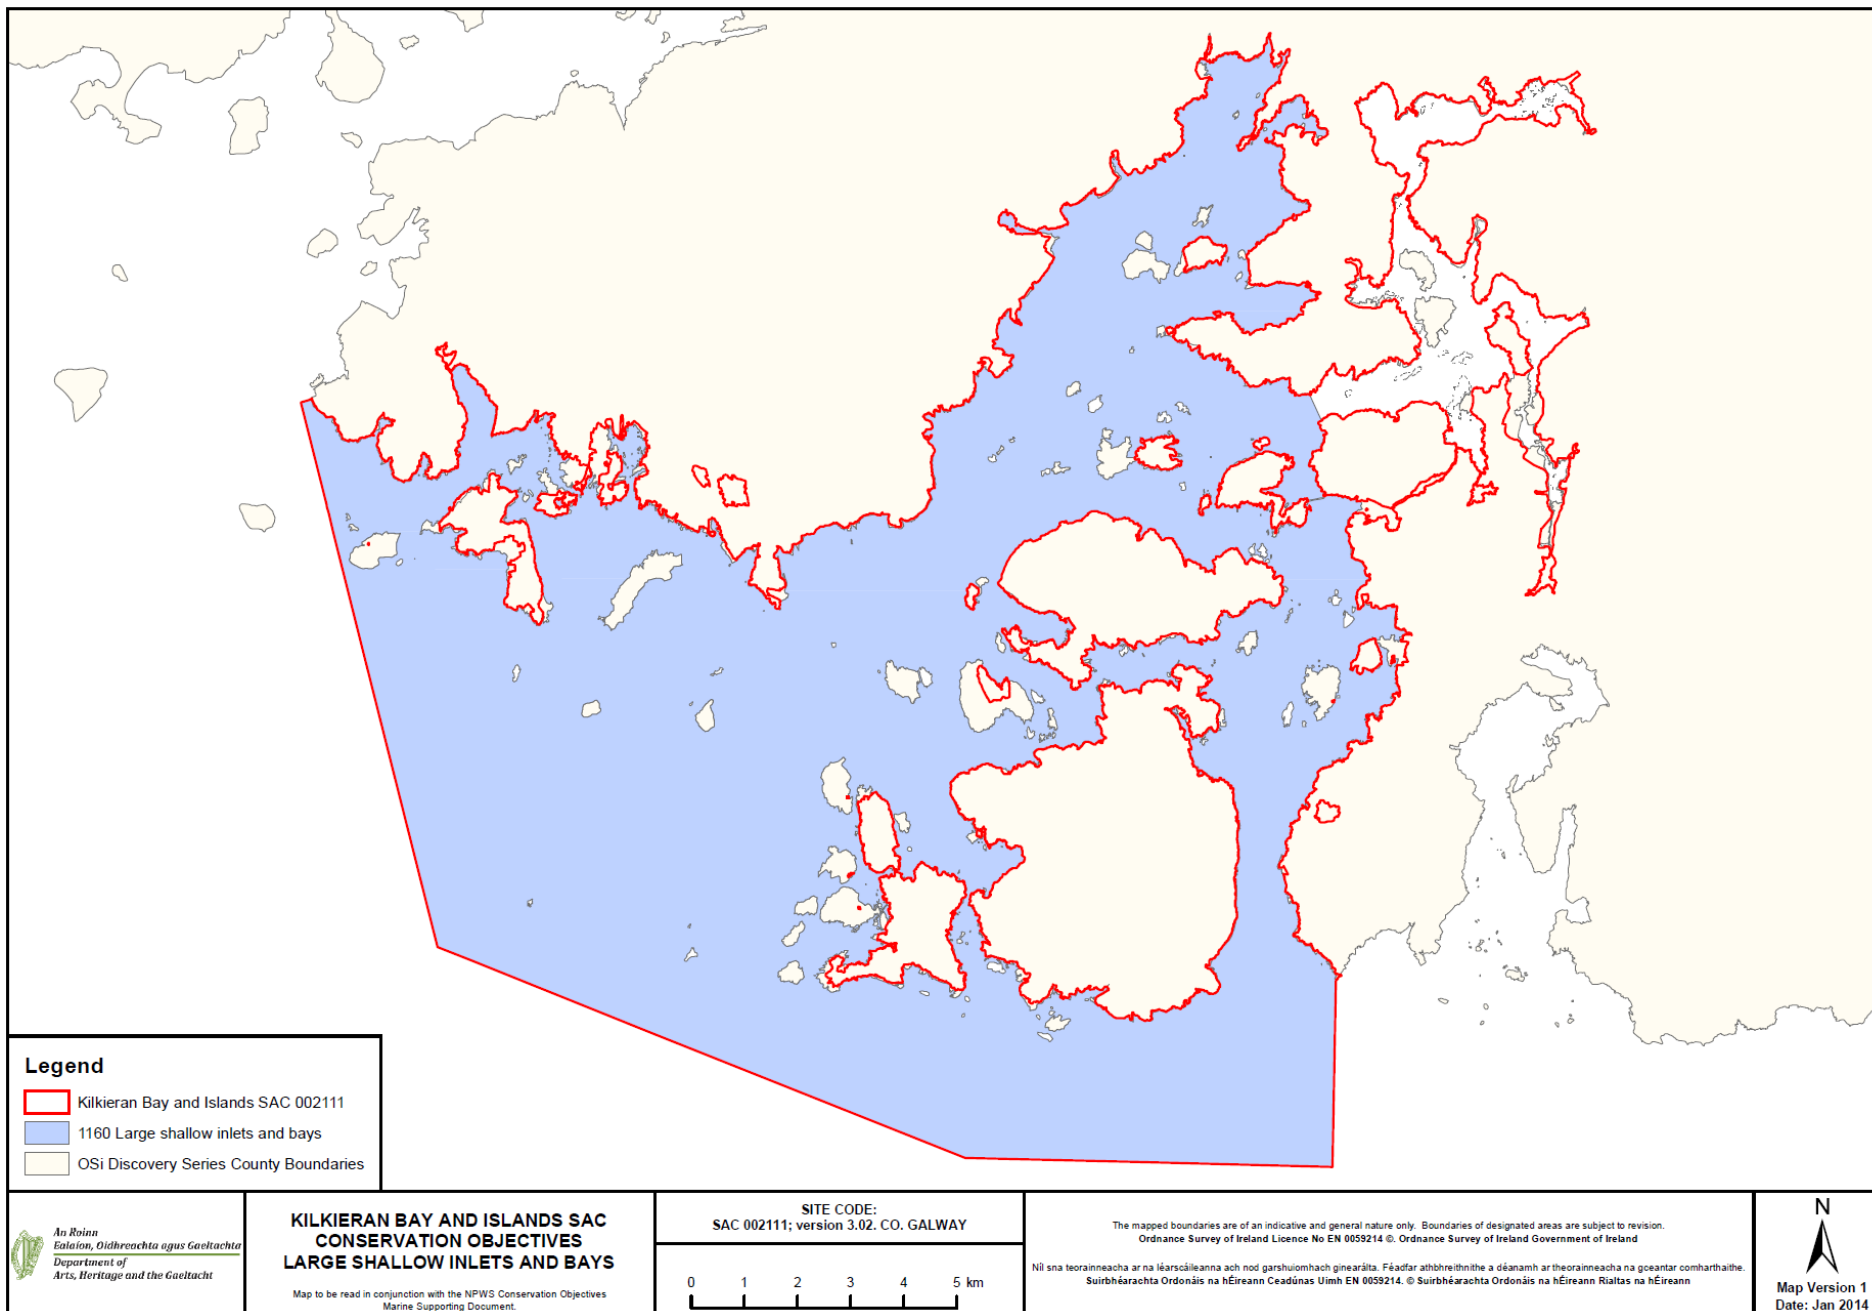 Legend
Kilkieran Bay and Islands SAC 002111
1160 Large shallow inlets and bays
OSi Discovery Series County Boundaries
An Roinn
Ealaíon, Oidhreachta agus Gaeltachta
Department of
Arts, Heritage and the Gaeltacht
KILKIERAN BAY AND ISLANDS SAC
CONSERVATION OBJECTIVES
LARGE SHALLOW INLETS AND BAYS
Map to be read in conjunction with the NPWS Conservation Objectives
Marine Supporting Document.
SITE CODE:
SAC 002111; version 3.02. CO. GALWAY
0 1 2 3 4 5 km
The mapped boundaries are of an indicative and general nature only. Boundaries of designated areas are subject to revision.
Ordnance Survey of Ireland Licence No EN 0059214 ©. Ordnance Survey of Ireland Government of Ireland
Níl sna teorainneacha ar na léarscáileanna ach nod garshuiomhach ginearálta. Féadfar athbhreithnithe a déanamh ar theorainneacha na gceantar comharthaithe.
Suirbhéarachta Ordonáis na hÉireann Ceadúnas Uimh EN 0059214. © Suirbhéarachta Ordonáis na hÉireann Rialtas na hÉireann
N
Map Version 1
Date: Jan 2014